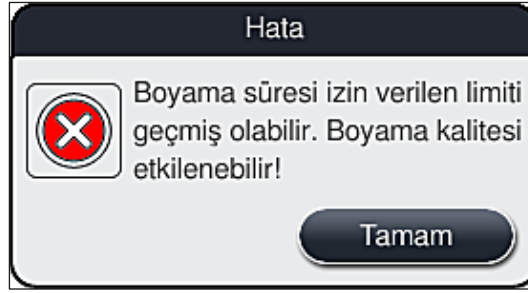 Hata
Boyama süresi izin verilen limiti
geçmiş olabilir. Boyama kalitesi
etkilenebilir!
Tamam